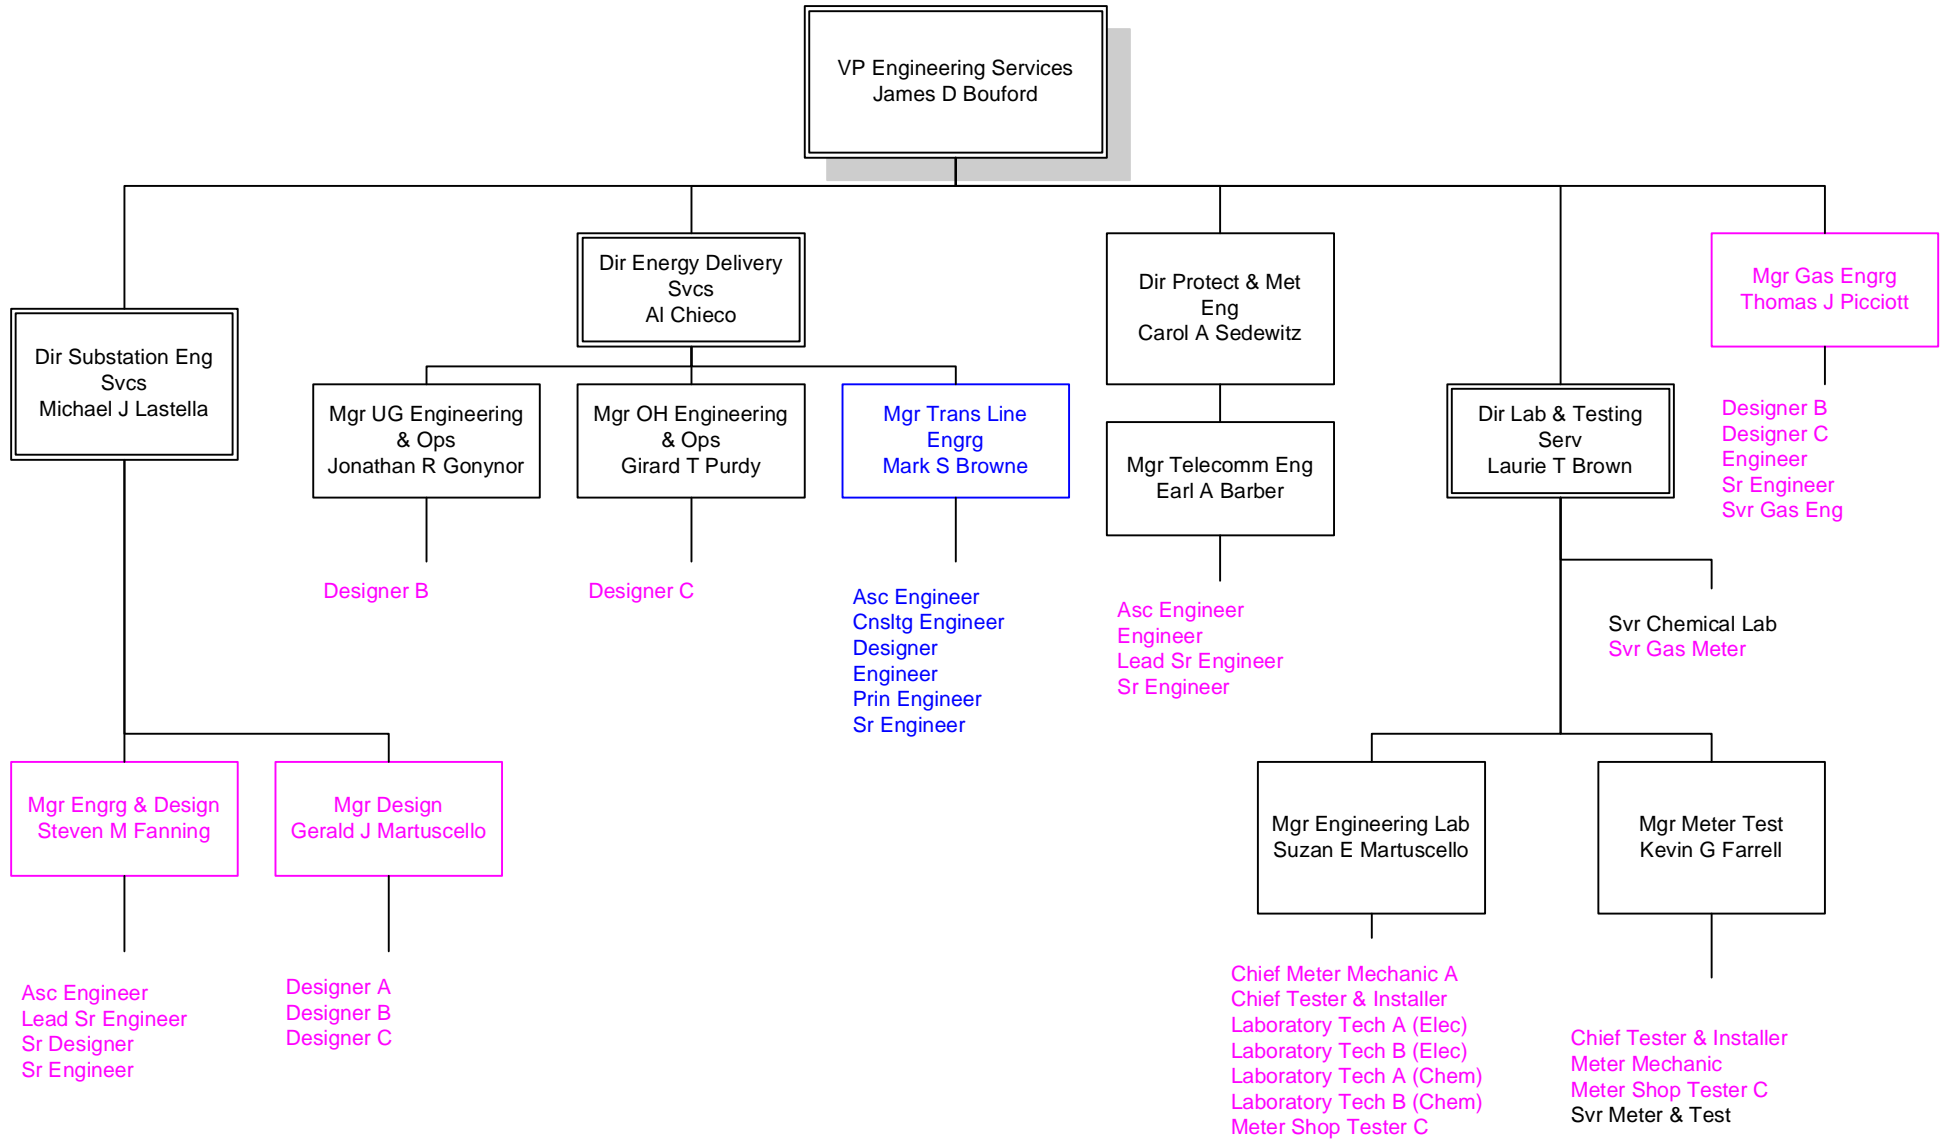 VP Engineering Services
James D Bouford
Dir Substation Eng
Svcs
Michael J Lastella
Dir Energy Delivery
Svcs
Al Chieco
Dir Protect & Met
Eng
Carol A Sedewitz
Dir Lab & Testing
Serv
Laurie T Brown
Mgr Gas Engrg
Thomas J Picciott
Mgr UG Engineering
& Ops
Jonathan R Gonynor
Mgr OH Engineering
& Ops
Girard T Purdy
Mgr Trans Line
Engrg
Mark S Browne
Mgr Telecomm Eng
Earl A Barber
Designer B
Designer C
Engineer
Sr Engineer
Svr Gas Eng
Designer B
Designer C
Asc Engineer
Cnsltg Engineer
Designer
Engineer
Prin Engineer
Sr Engineer
Asc Engineer
Engineer
Lead Sr Engineer
Sr Engineer
Svr Chemical Lab
Svr Gas Meter
Mgr Engrg & Design
Steven M Fanning
Mgr Design
Gerald J Martuscello
Mgr Engineering Lab
Suzan E Martuscello
Mgr Meter Test
Kevin G Farrell
Asc Engineer
Lead Sr Engineer
Sr Designer
Sr Engineer
Designer A
Designer B
Designer C
Chief Meter Mechanic A
Chief Tester & Installer
Laboratory Tech A (Elec)
Laboratory Tech B (Elec)
Laboratory Tech A (Chem)
Laboratory Tech B (Chem)
Meter Shop Tester C
Chief Tester & Installer
Meter Mechanic
Meter Shop Tester C
Svr Meter & Test